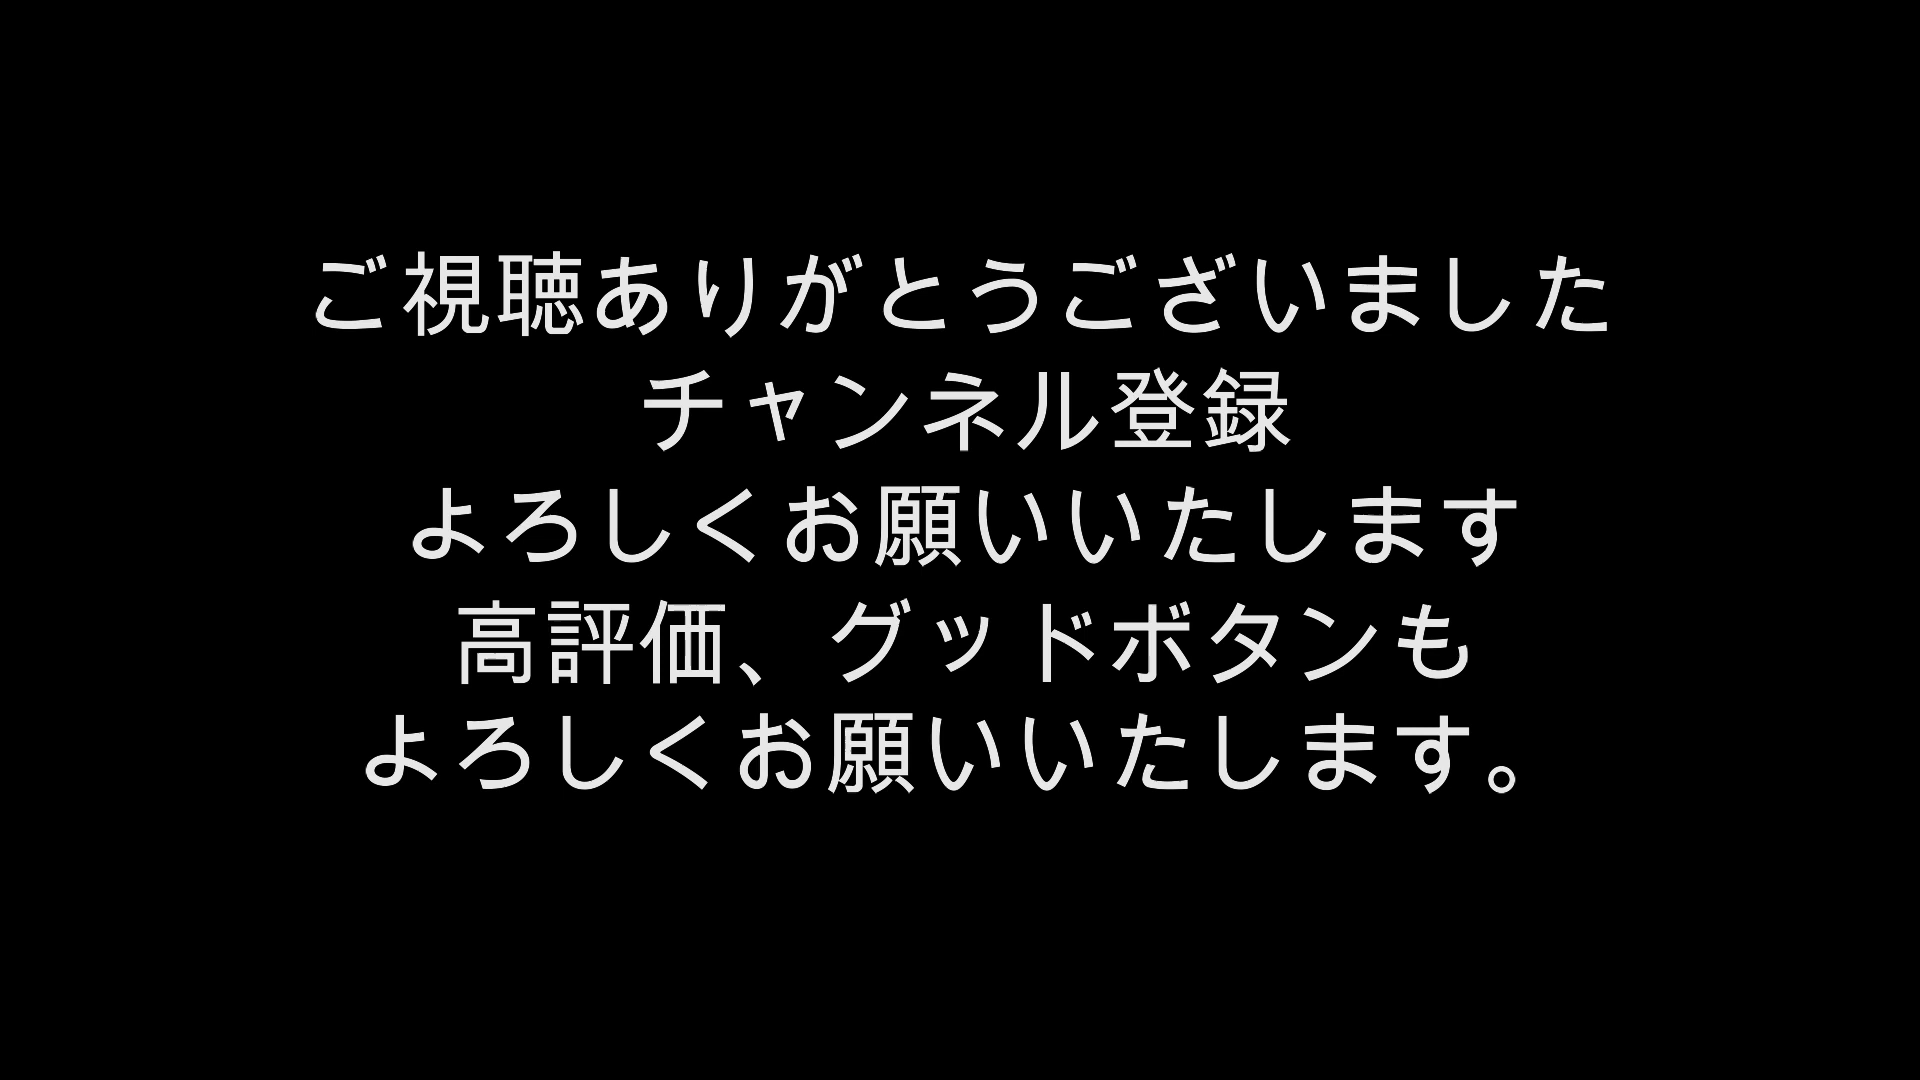 ご視聴ありがとうございました
チャンネル登録
よろしくお願いいたします
高評価、グッドボタンも
よろしくお願いいたします。